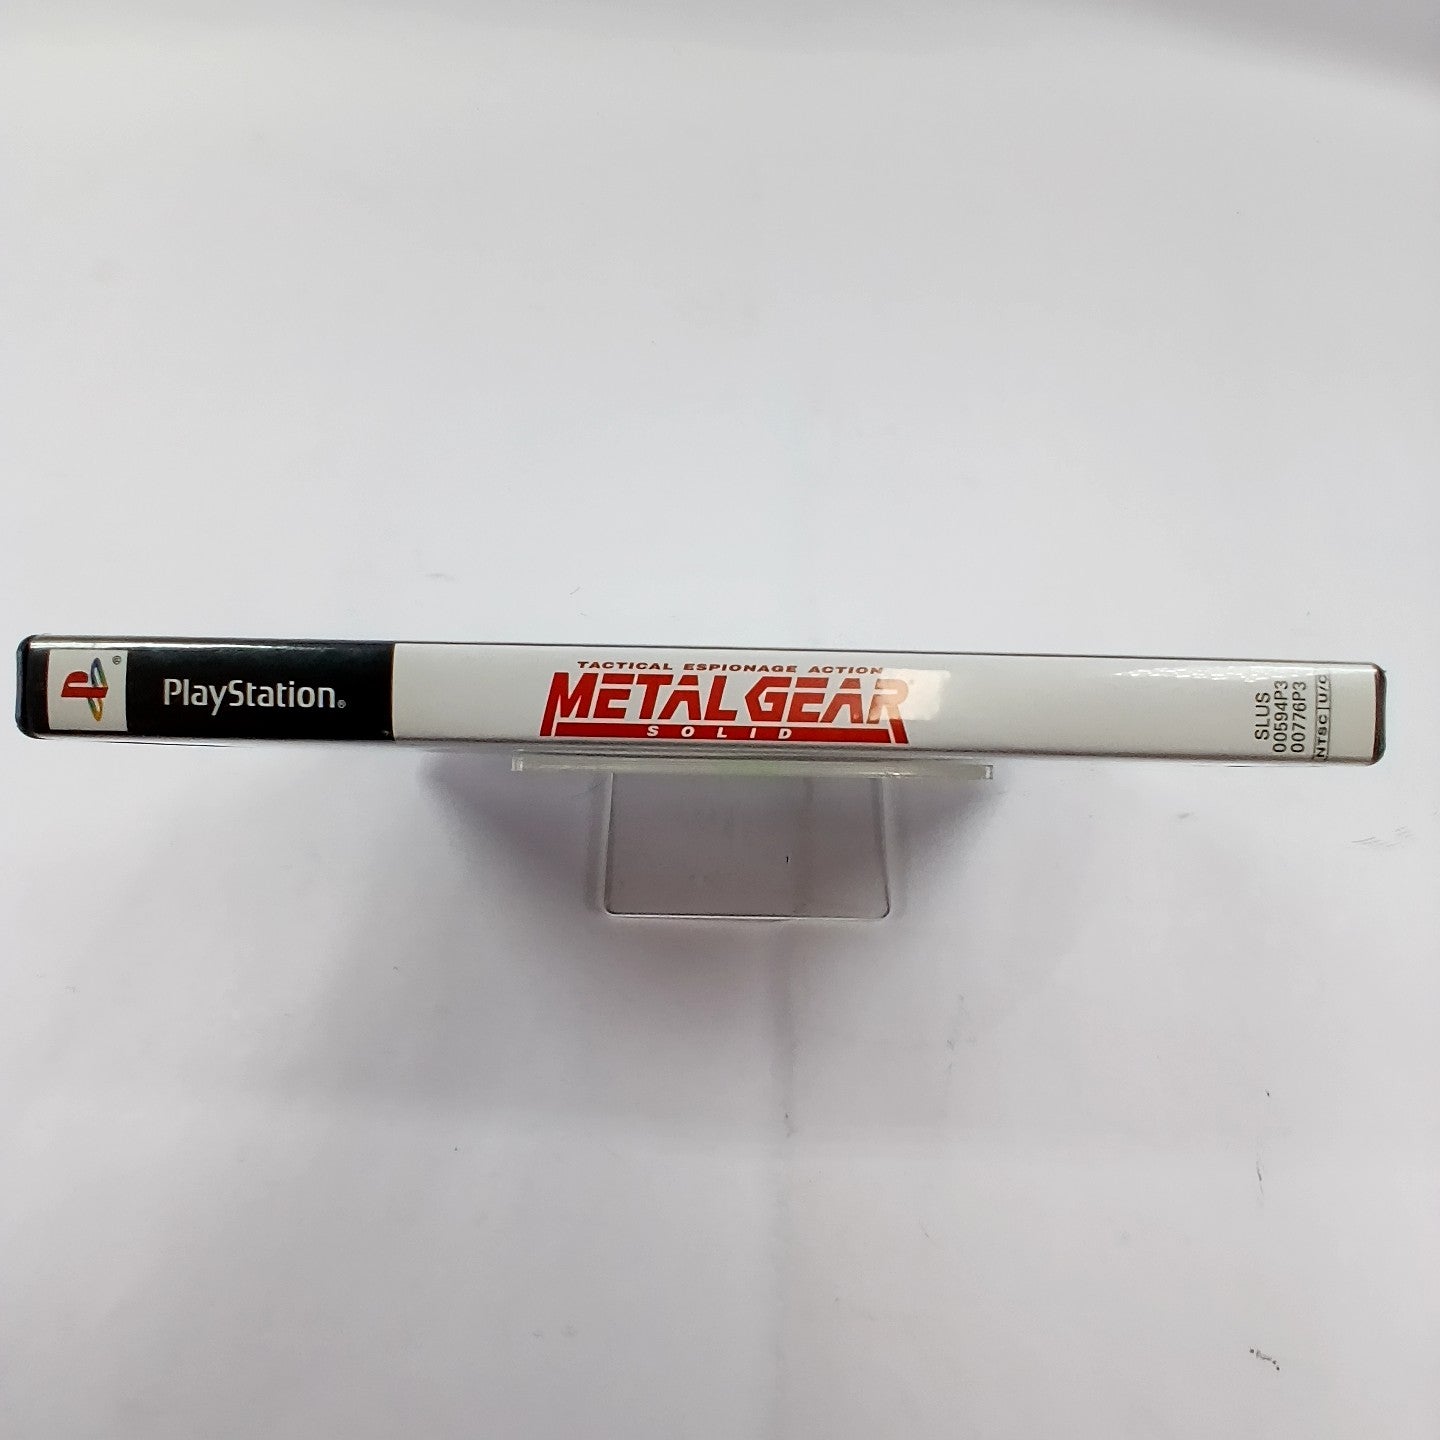 PlayStation®
TACTICAL ESPIONAGE ACTION
METAL GEAR®
SOLID
SLUS
00594P3
00776P3
NTSC U/C